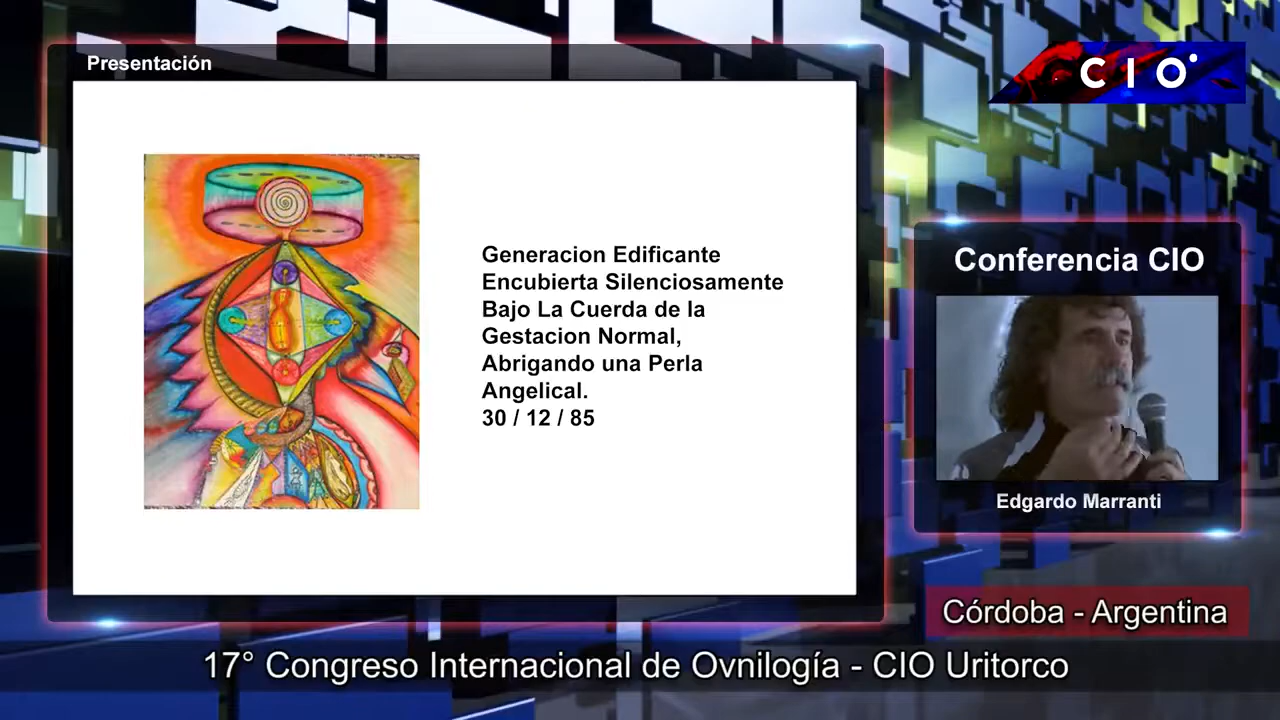 Presentación
CIO
Generacion Edificante
Encubierta Silenciosamente
Bajo La Cuerda de la
Gestacion Normal,
Abrigando una Perla
Angelical.
30 / 12 / 85
Conferencia CIO
Edgardo Marranti
Córdoba - Argentina
17° Congreso Internacional de Ovnilogía - CIO Uritorco